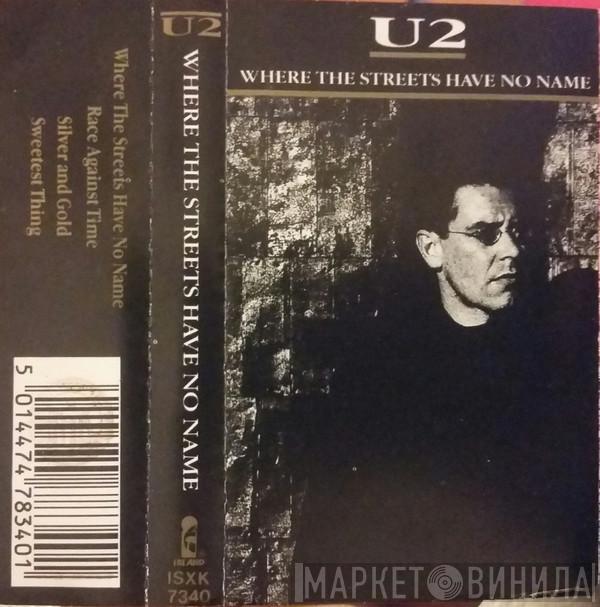 Where The Streets Have No Name
Race Against Time
Silver and Gold
Sweetest Thing
5 014474 783401
U2
WHERE THE STREETS HAVE NO NAME
ISLAND
ISXK
7340
U2
WHERE THE STREETS HAVE NO NAME
МАРКЕТ ВИНИЛА